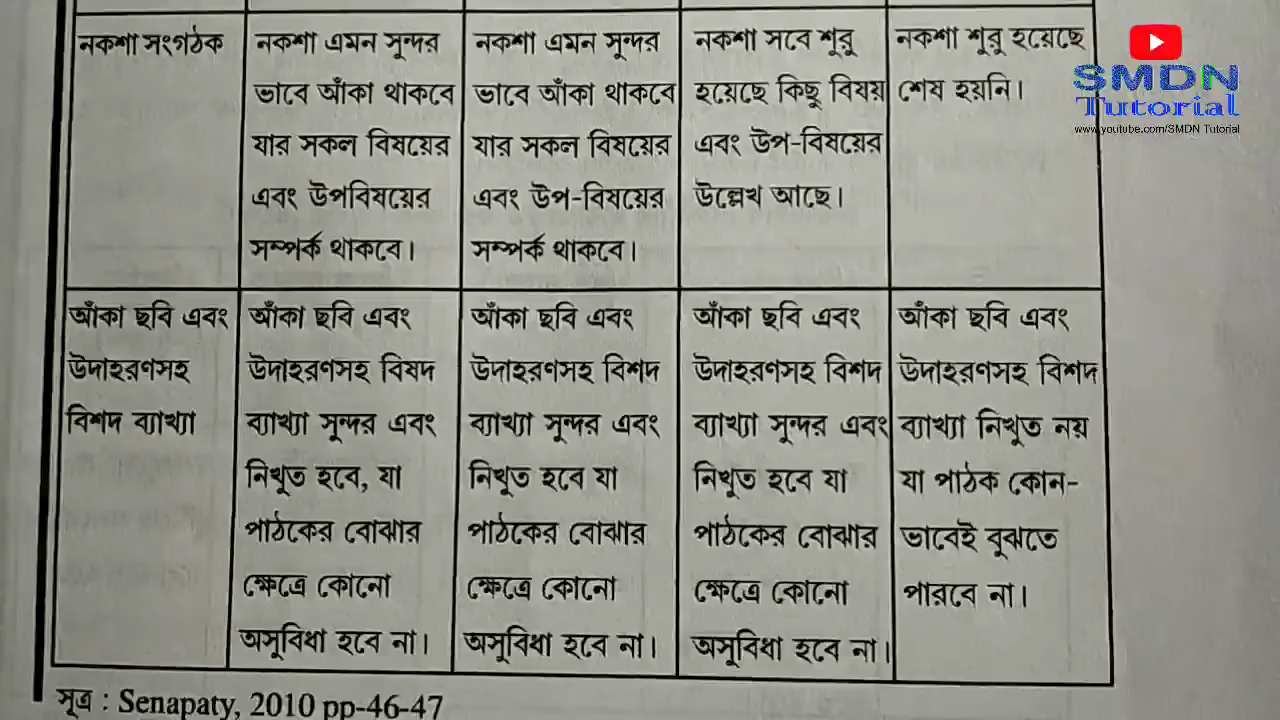 নকশা সংগঠক
নকশা এমন সুন্দর
ভাবে আঁকা থাকবে
যার সকল বিষয়ের
এবং উপবিষয়ের
সম্পর্ক থাকবে।
নকশা এমন সুন্দর
ভাবে আঁকা থাকবে
যার সকল বিষয়ের
এবং উপ-বিষয়ের
সম্পর্ক থাকবে।
নকশা সবে শুরু
হয়েছে কিছু বিষয়
এবং উপ-বিষয়ের
উল্লেখ আছে।
নকশা শুরু হয়েছে
শেষ হয়নি।
আঁকা ছবি এবং
উদাহরণসহ
বিশদ ব্যাখ্যা
আঁকা ছবি এবং
উদাহরণসহ বিষদ
ব্যাখ্যা সুন্দর এবং
নিখুত হবে, যা
পাঠকের বোঝার
ক্ষেত্রে কোনো
অসুবিধা হবে না।
আঁকা ছবি এবং
উদাহরণসহ বিশদ
ব্যাখ্যা সুন্দর এবং
নিখুত হবে যা
পাঠকের বোঝার
ক্ষেত্রে কোনো
অসুবিধা হবে না।
আঁকা ছবি এবং
উদাহরণসহ বিশদ
ব্যাখ্যা সুন্দর এবং
নিখুত হবে যা
পাঠকের বোঝার
ক্ষেত্রে কোনো
অসুবিধা হবে না।
আঁকা ছবি এবং
উদাহরণসহ বিশদ
ব্যাখ্যা নিখুত নয়
যা পাঠক কোন-
ভাবেই বুঝতে
পারবে না।
সূত্র : Senapaty, 2010 pp-46-47
SMDN
Tutorial
www.youtube.com/SMDN Tutorial